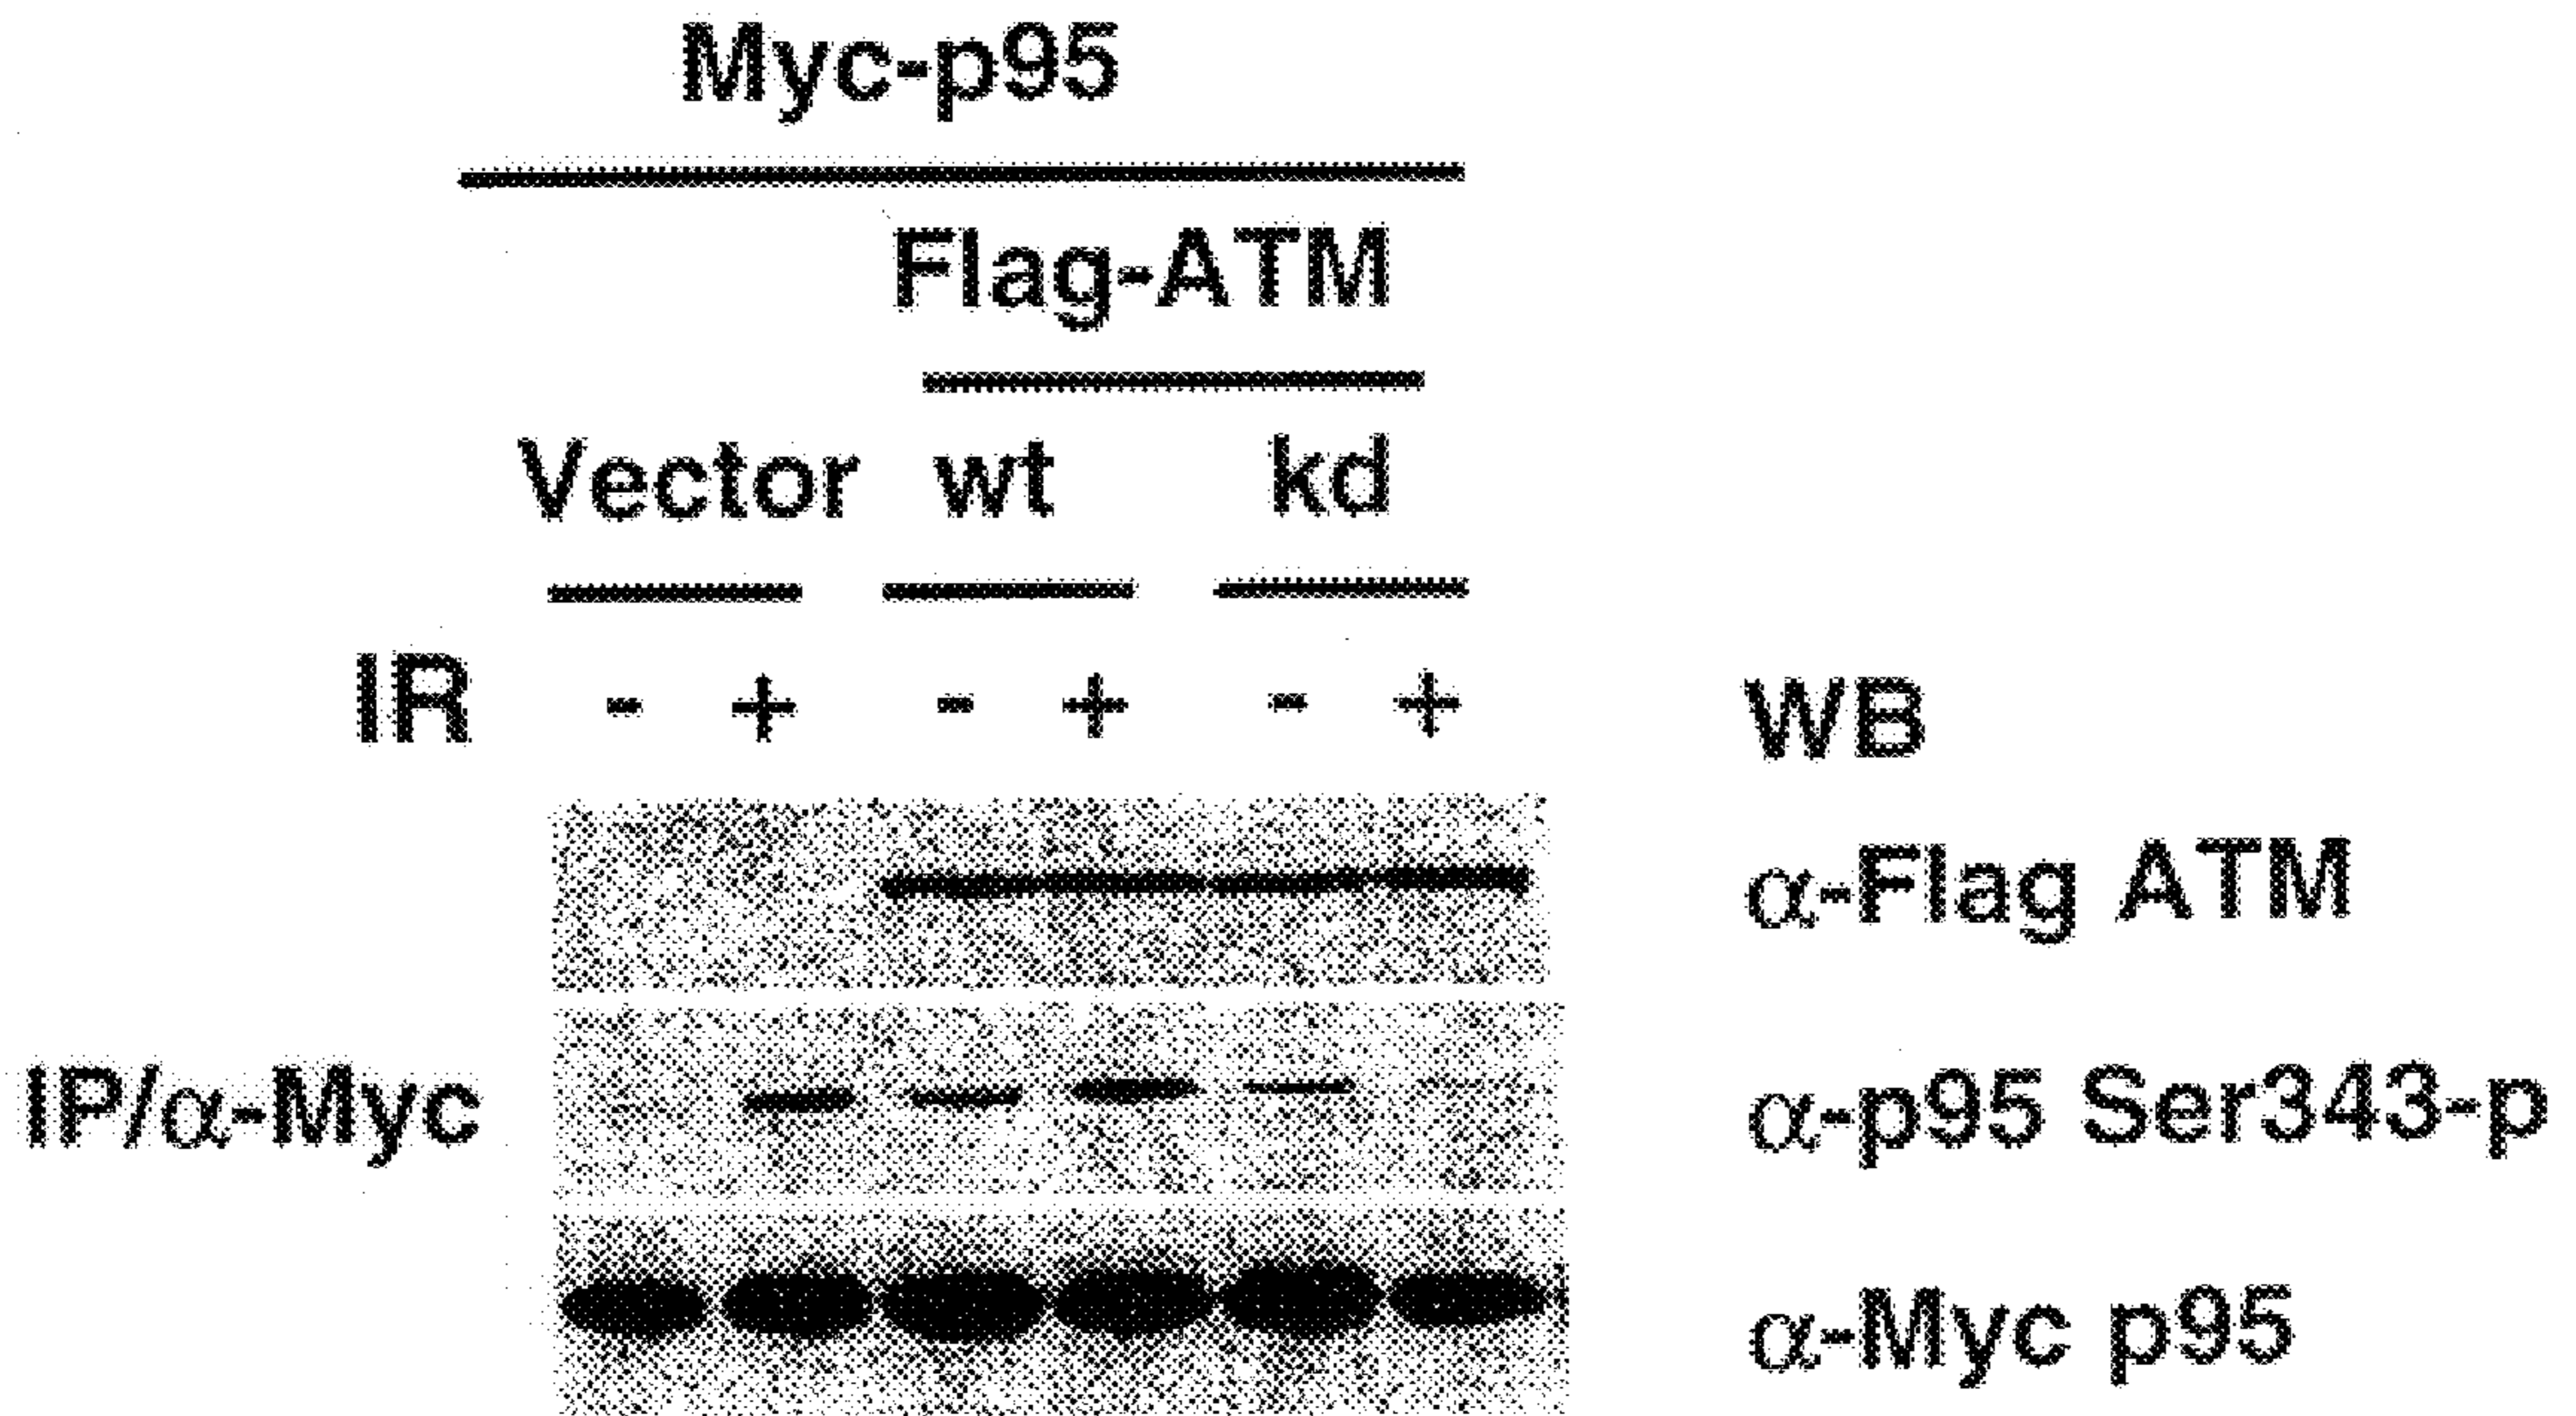 Myc-p95
Flag-ATM
Vector wt kd
IR - + - + - + WB
α-Flag ATM
IP/α-Myc α-p95 Ser343-p
α-Myc p95